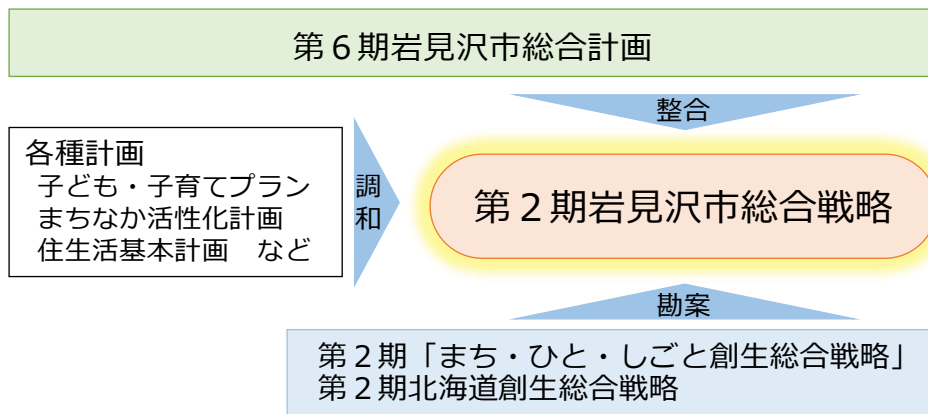 第６期岩見沢市総合計画
整合
各種計画
子ども・子育てプラン
まちなか活性化計画
住生活基本計画　など
調和
第２期岩見沢市総合戦略
勘案
第２期「まち・ひと・しごと創生総合戦略」
第２期北海道創生総合戦略